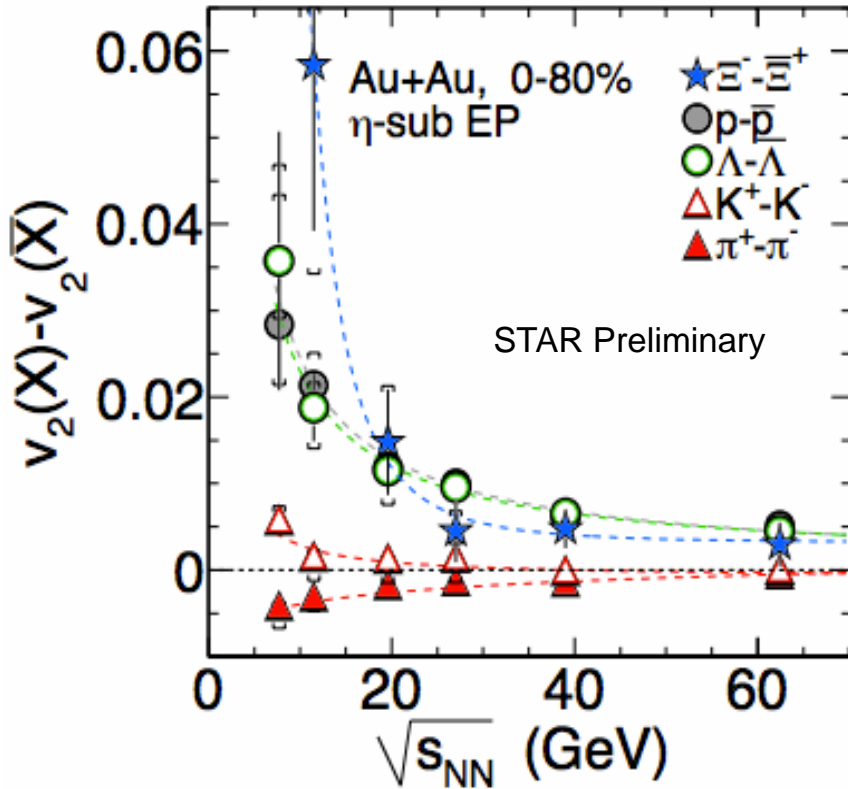 0.06
0.04
0.02
0
v₂(X)-v₂(X̅)
Au+Au, 0-80%
η-sub EP
Ξ⁻-Ξ̅⁺
p-p̅
Λ-Λ̅
K⁺-K⁻
π⁺-π⁻
STAR Preliminary
0 20 40 60
√s_NN (GeV)